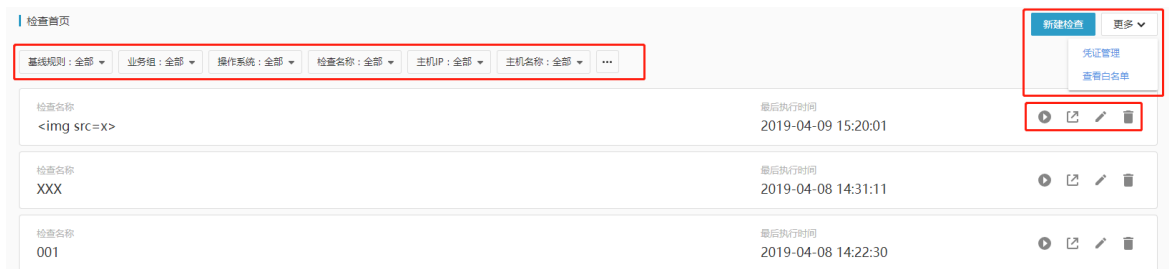 检查首页
新建检查 更多
凭证管理
查看白名单
基线规则：全部 业务组：全部 操作系统：全部 检查名称：全部 主机IP：全部 主机名称：全部 ...
检查名称 最后执行时间
<img src=x> 2019-04-09 15:20:01
检查名称 最后执行时间
XXX 2019-04-08 14:31:11
检查名称 最后执行时间
001 2019-04-08 14:22:30